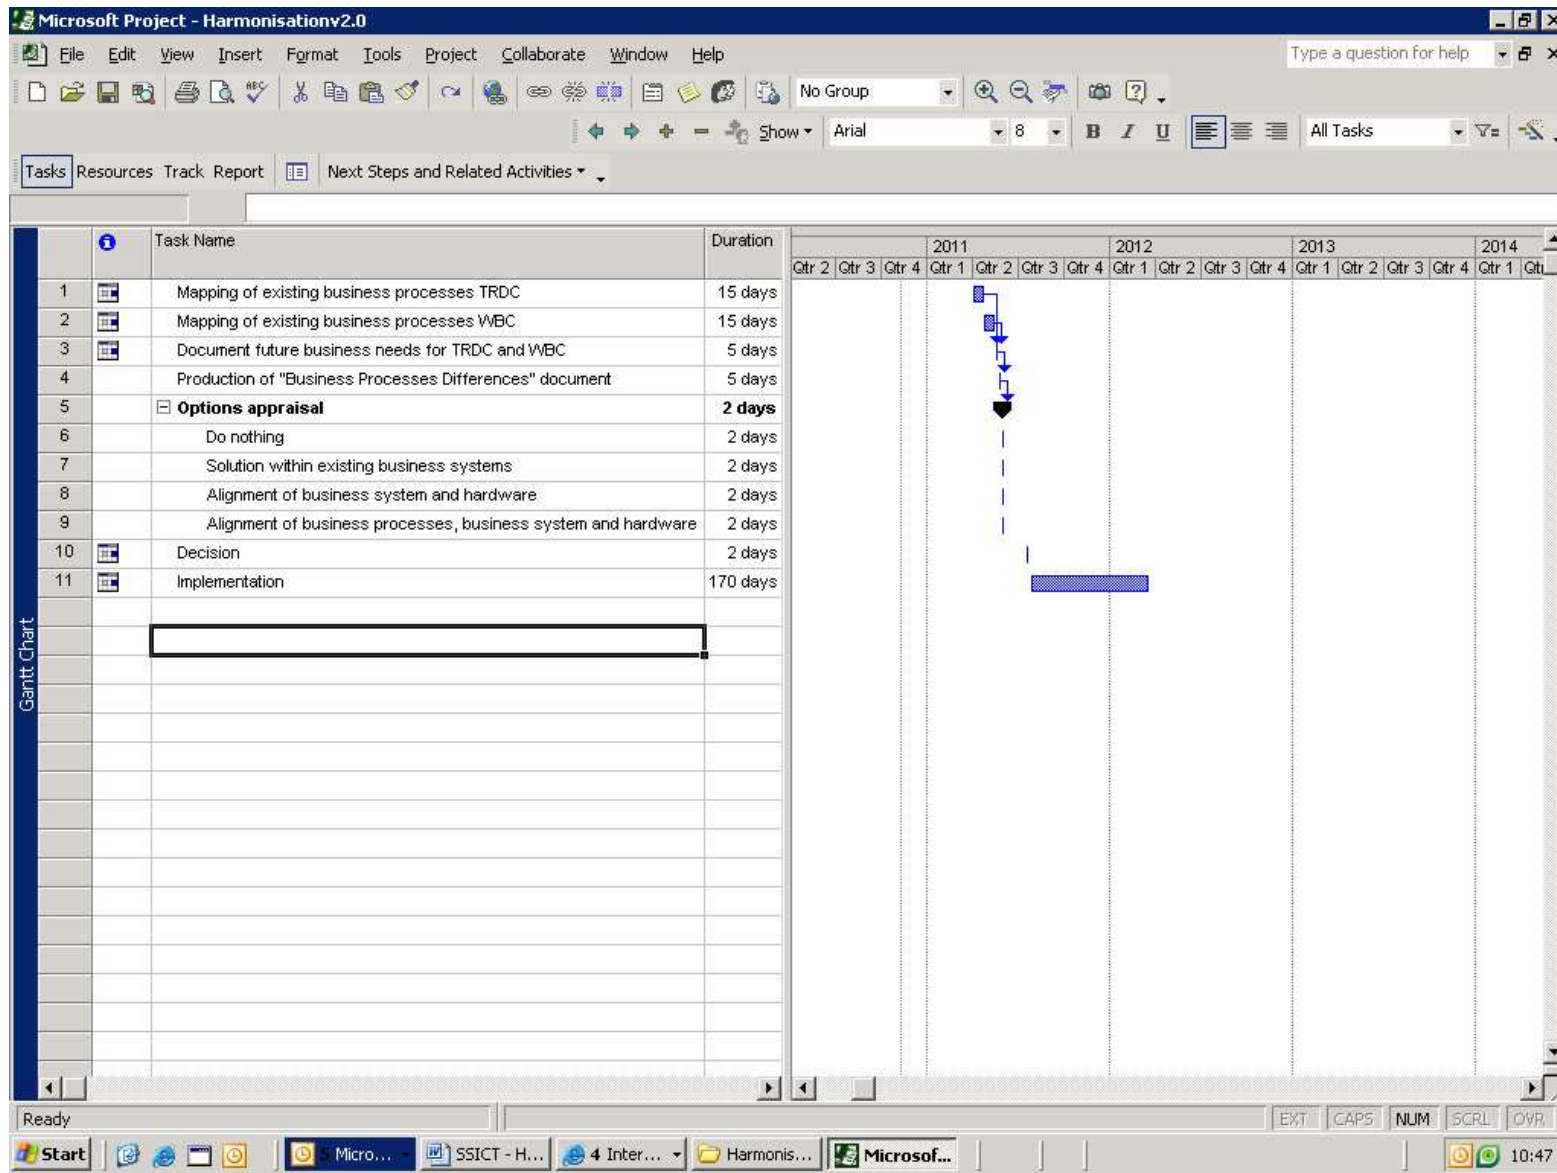 Microsoft Project - Harmonisationv2.0
File Edit View Insert Format Tools Project Collaborate Window Help Type a question for help
No Group
Show Arial 8 B I U All Tasks
Tasks Resources Track Report Next Steps and Related Activities
Task Name Duration
2011 2012 2013 2014
Qtr 2 Qtr 3 Qtr 4 Qtr 1 Qtr 2 Qtr 3 Qtr 4 Qtr 1 Qtr 2 Qtr 3 Qtr 4 Qtr 1 Qtr 2 Qtr 3 Qtr 4 Qtr 1 Qt
1 Mapping of existing business processes TRDC 15 days
2 Mapping of existing business processes WBC 15 days
3 Document future business needs for TRDC and WBC 5 days
4 Production of "Business Processes Differences" document 5 days
5 Options appraisal 2 days
6 Do nothing 2 days
7 Solution within existing business systems 2 days
8 Alignment of business system and hardware 2 days
9 Alignment of business processes, business system and hardware 2 days
10 Decision 2 days
11 Implementation 170 days
Gantt Chart
Ready EXT CAPS NUM SCRL OVR
Start 5 Micro... SSICT - H... 4 Inter... Harmonis... Microsof... 10:47